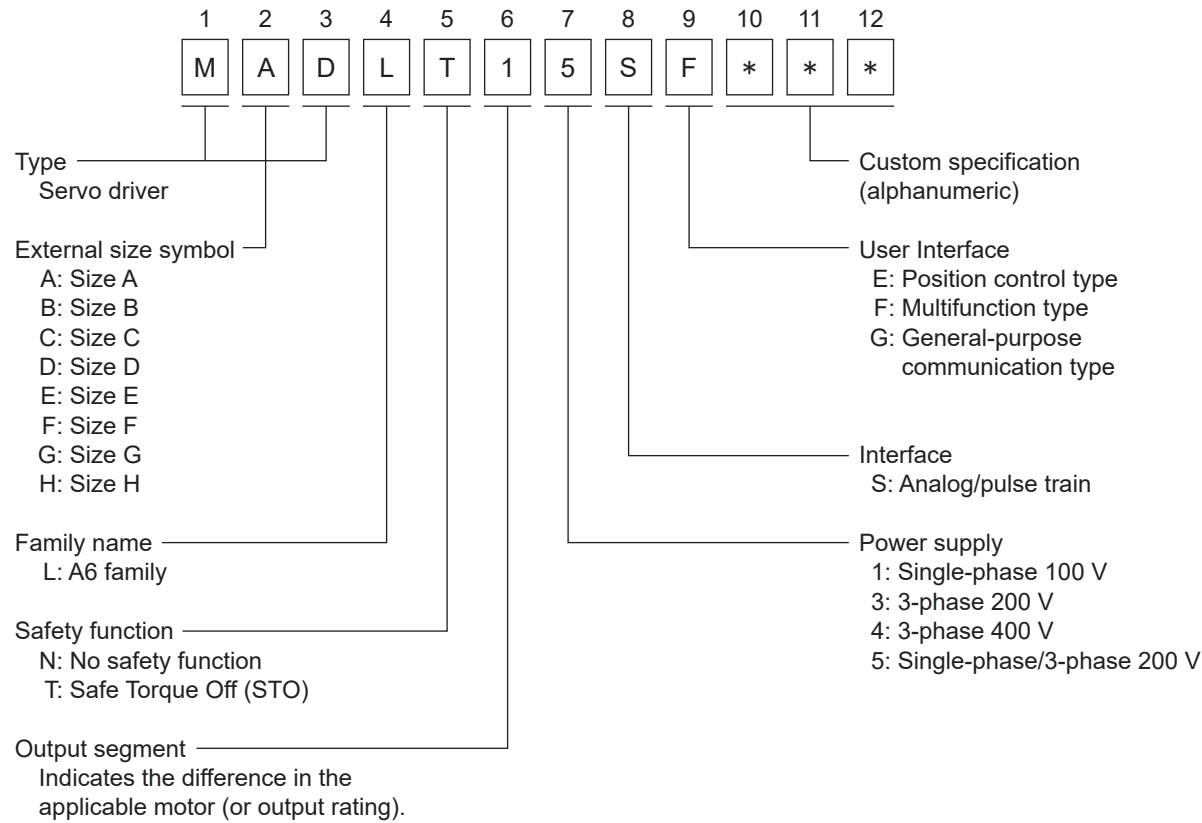 1 2 3 4 5 6 7 8 9 10 11 12
M A D L T 1 5 S F * * *
Type
Servo driver
External size symbol
A: Size A
B: Size B
C: Size C
D: Size D
E: Size E
F: Size F
G: Size G
H: Size H
Family name
L: A6 family
Safety function
N: No safety function
T: Safe Torque Off (STO)
Output segment
Indicates the difference in the
applicable motor (or output rating).
Custom specification
(alphanumeric)
User Interface
E: Position control type
F: Multifunction type
G: General-purpose
communication type
Interface
S: Analog/pulse train
Power supply
1: Single-phase 100 V
3: 3-phase 200 V
4: 3-phase 400 V
5: Single-phase/3-phase 200 V